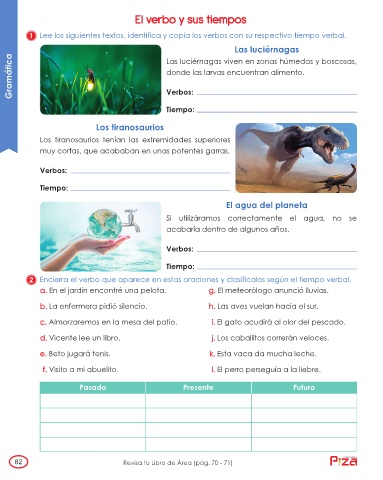 El verbo y sus tiempos
1 Lee los siguientes textos, identifica y copia los verbos con su respectivo tiempo verbal.
Gramática
Las luciérnagas
Las luciérnagas viven en zonas húmedas y boscosas,
donde las larvas encuentran alimento.
Verbos:
Tiempo:
Los tiranosaurios
Los tiranosaurios tenían las extremidades superiores
muy cortas, que acababan en unas potentes garras.
Verbos:
Tiempo:
El agua del planeta
Si utilizáramos correctamente el agua, no se
acabaría dentro de algunos años.
Verbos:
Tiempo:
2 Encierra el verbo que aparece en estas oraciones y clasifícalos según el tiempo verbal.
a. En el jardín encontré una pelota.
b. La enfermera pidió silencio.
c. Almorzaremos en la mesa del patio.
d. Vicente lee un libro.
e. Beto jugará tenis.
f. Visito a mi abuelito.
g. El meteorólogo anunció lluvias.
h. Las aves vuelan hacia el sur.
i. El gato acudirá al olor del pescado.
j. Los caballitos correrán veloces.
k. Esta vaca da mucha leche.
l. El perro perseguía a la liebre.
Pasado Presente Futuro
82
Revisa tu Libro de Área (pág. 70 - 71)